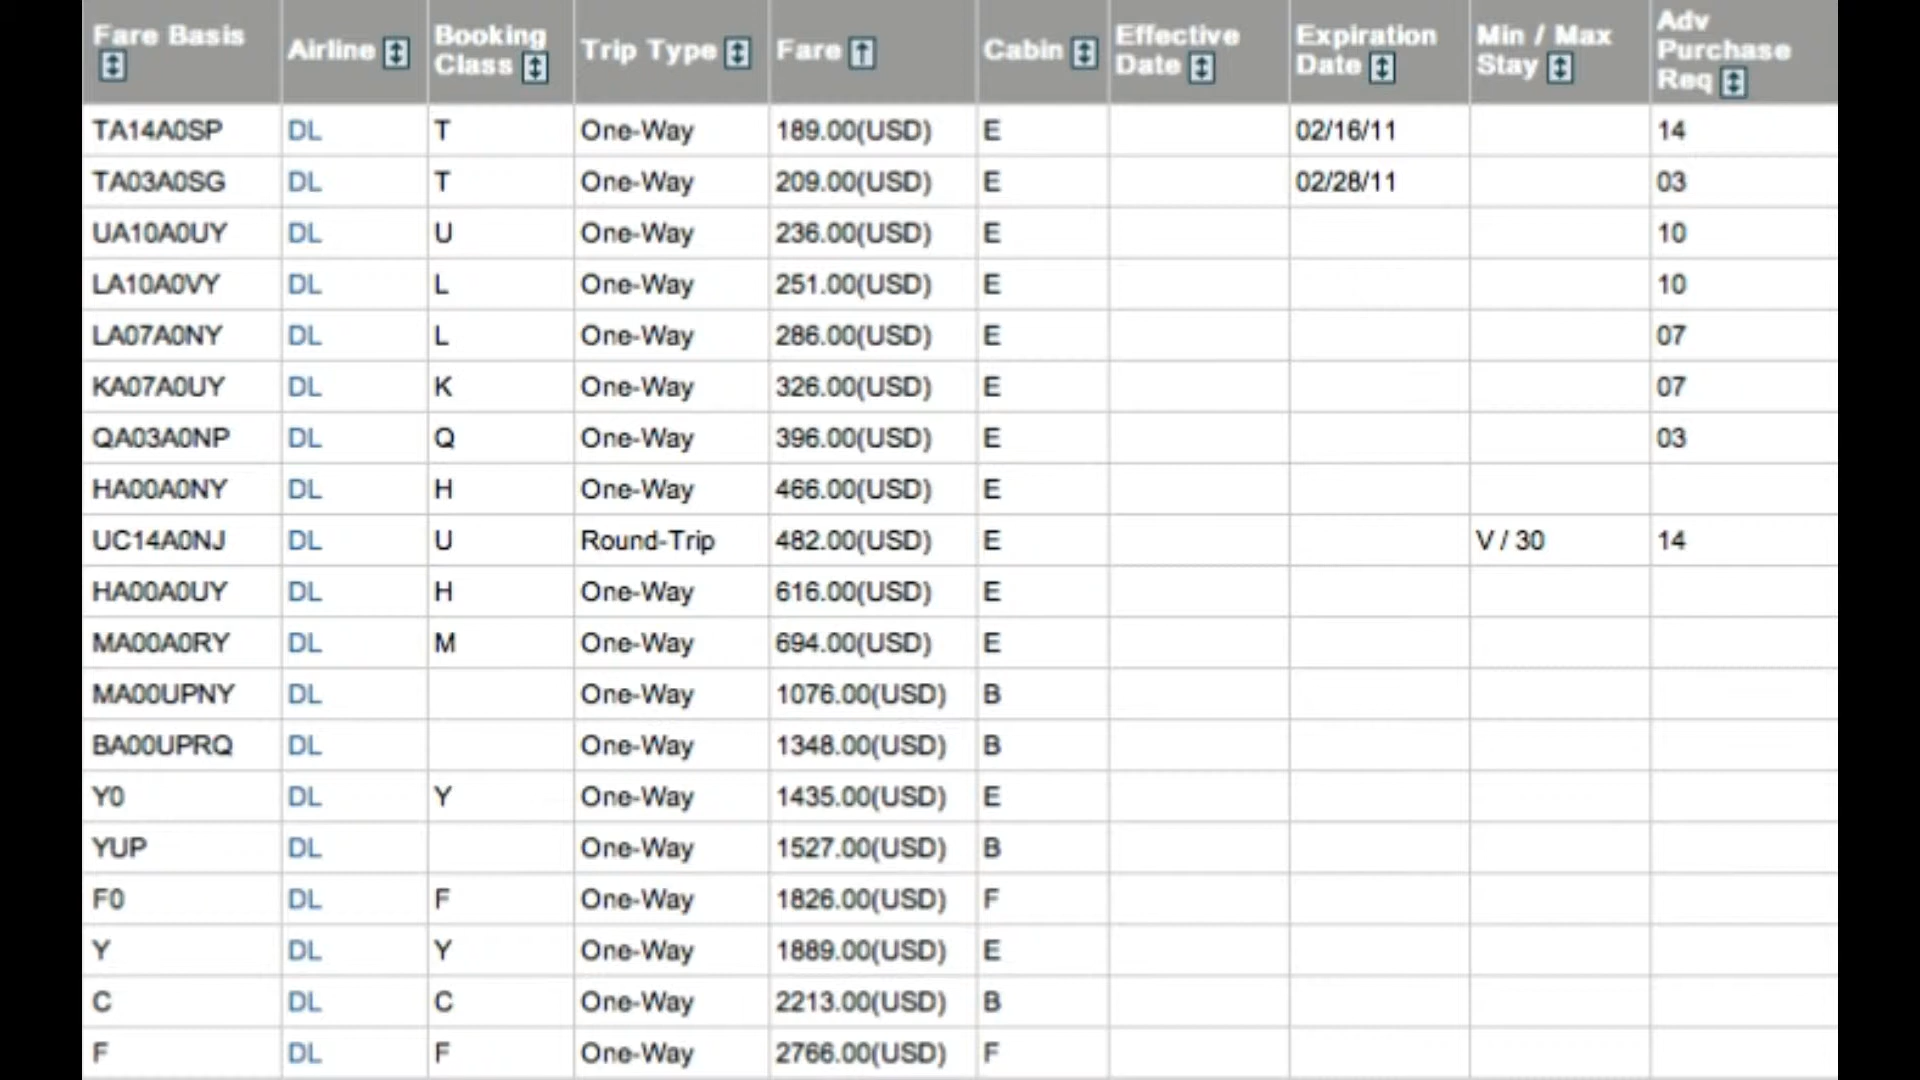 Fare Basis Airline Booking Class Trip Type Fare Cabin Effective Date Expiration Date Min / Max Stay Adv Purchase Req
TA14A0SP DL T One-Way 189.00(USD) E 02/16/11 14
TA03A0SG DL T One-Way 209.00(USD) E 02/28/11 03
UA10A0UY DL U One-Way 236.00(USD) E 10
LA10A0VY DL L One-Way 251.00(USD) E 10
LA07A0NY DL L One-Way 286.00(USD) E 07
KA07A0UY DL K One-Way 326.00(USD) E 07
QA03A0NP DL Q One-Way 396.00(USD) E 03
HA00A0NY DL H One-Way 466.00(USD) E
UC14A0NJ DL U Round-Trip 482.00(USD) E V / 30 14
HA00A0UY DL H One-Way 616.00(USD) E
MA00A0RY DL M One-Way 694.00(USD) E
MA00UPNY DL One-Way 1076.00(USD) B
BA00UPRQ DL One-Way 1348.00(USD) B
Y0 DL Y One-Way 1435.00(USD) E
YUP DL One-Way 1527.00(USD) B
F0 DL F One-Way 1826.00(USD) F
Y DL Y One-Way 1889.00(USD) E
C DL C One-Way 2213.00(USD) B
F DL F One-Way 2766.00(USD) F